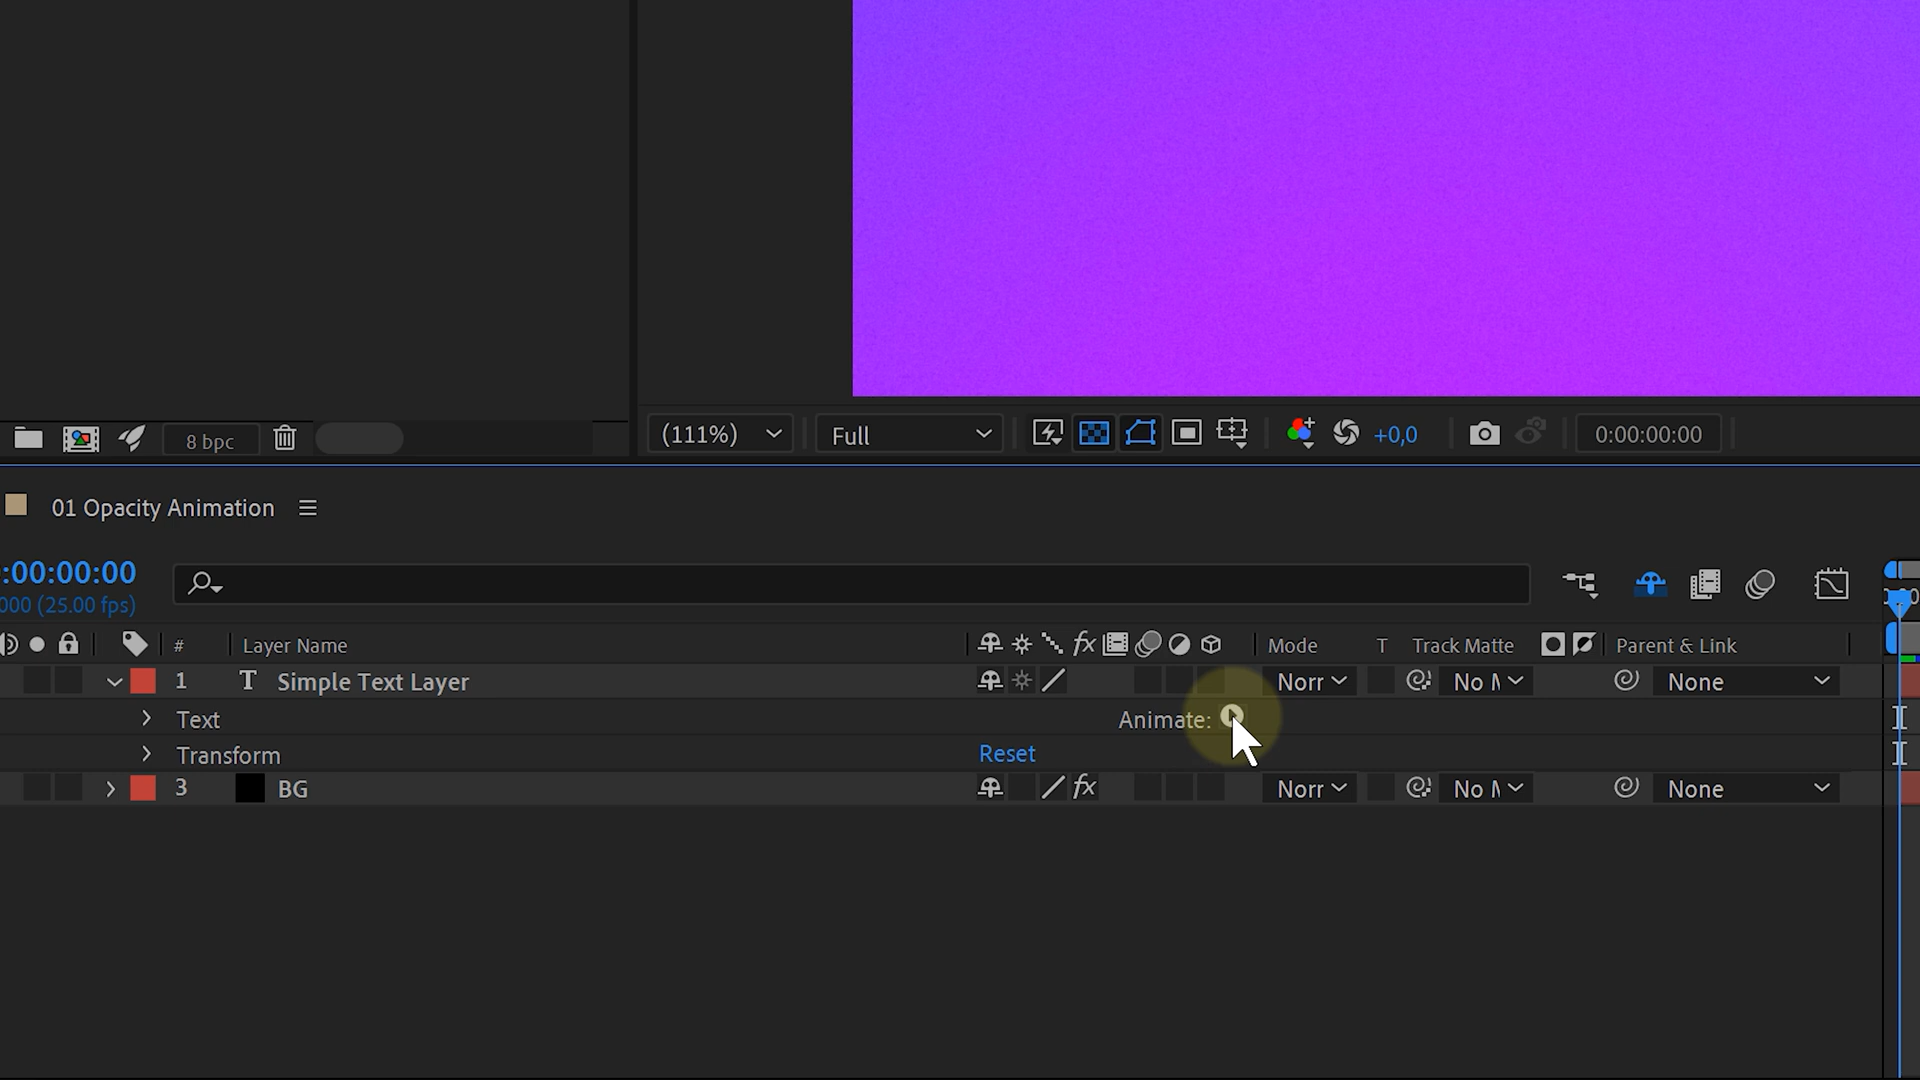 8 bpc
(111%)
Full
+0,0
0:00:00:00
01 Opacity Animation
:00:00:00
000 (25.00 fps)
# Layer Name fx Mode T Track Matte Parent & Link
1 T Simple Text Layer Norr No M None
Text Animate:
Transform Reset
3 BG fx Norr No M None